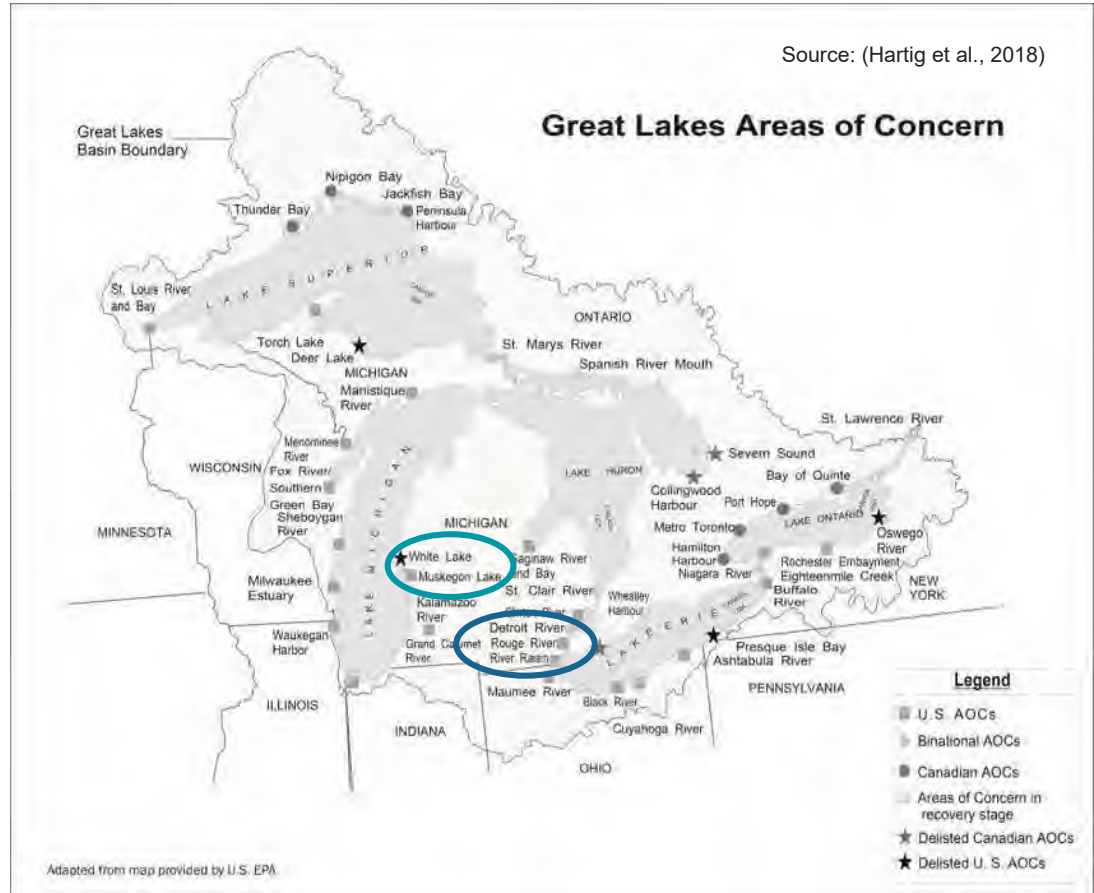 Source: (Hartig et al., 2018)
Great Lakes Areas of Concern
Great Lakes
Basin Boundary
Nipigon Bay
Jackfish Bay
Peninsula
Harbour
Thunder Bay
St. Louis River
and Bay
LAKE SUPERIOR
ONTARIO
Torch Lake
Deer Lake
MICHIGAN
Manistique
River
St. Marys River
Spanish River Mouth
St. Lawrence River
Severn Sound
Collingwood
Harbour
Bay of Quinte
Port Hope
LAKE HURON
LAKE ONTARIO
Metro Toronto
Hamilton
Harbour
Niagara River
Oswego
River
Rochester Embayment
Eighteenmile Creek
Buffalo
River
NEW
YORK
Menominee
River
Fox River/
Southern
Green Bay
WISCONSIN
Sheboygan
River
MINNESOTA
LAKE MICHIGAN
MICHIGAN
White Lake
Muskegon Lake
Saginaw River
and Bay
St. Clair River
Milwaukee
Estuary
Kalamazoo
River
Waukegan
Harbor
Grand Calumet
River
Detroit River
Rouge River
River Raisin
Wheatley
Harbour
LAKE ERIE
Presque Isle Bay
Ashtabula River
PENNSYLVANIA
Maumee River
Black River
Cuyahoga River
ILLINOIS
INDIANA
OHIO
Legend
U.S. AOCs
Binational AOCs
Canadian AOCs
Areas of Concern in
recovery stage
Delisted Canadian AOCs
Delisted U. S. AOCs
Adapted from map provided by U.S. EPA